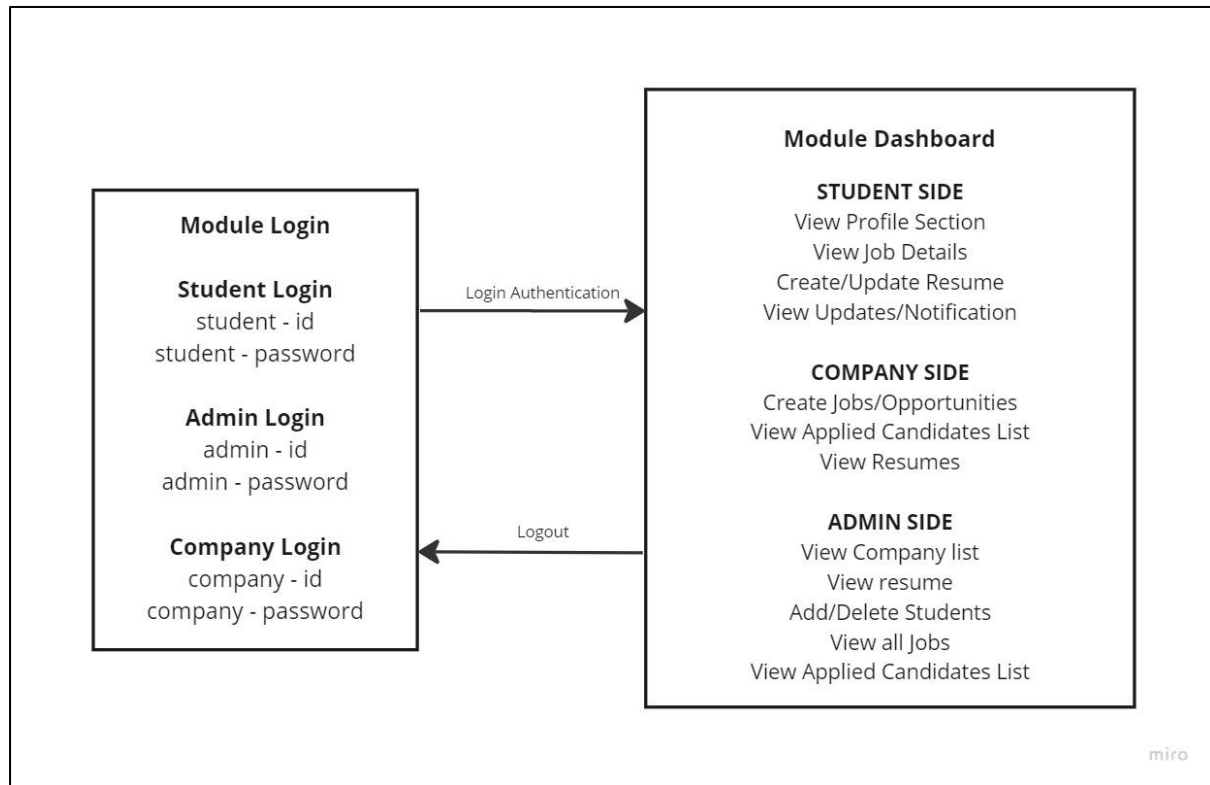 Module Login
Student Login
student - id
student - password
Admin Login
admin - id
admin - password
Company Login
company - id
company - password
Login Authentication
Logout
Module Dashboard
STUDENT SIDE
View Profile Section
View Job Details
Create/Update Resume
View Updates/Notification
COMPANY SIDE
Create Jobs/Opportunities
View Applied Candidates List
View Resumes
ADMIN SIDE
View Company list
View resume
Add/Delete Students
View all Jobs
View Applied Candidates List
miro